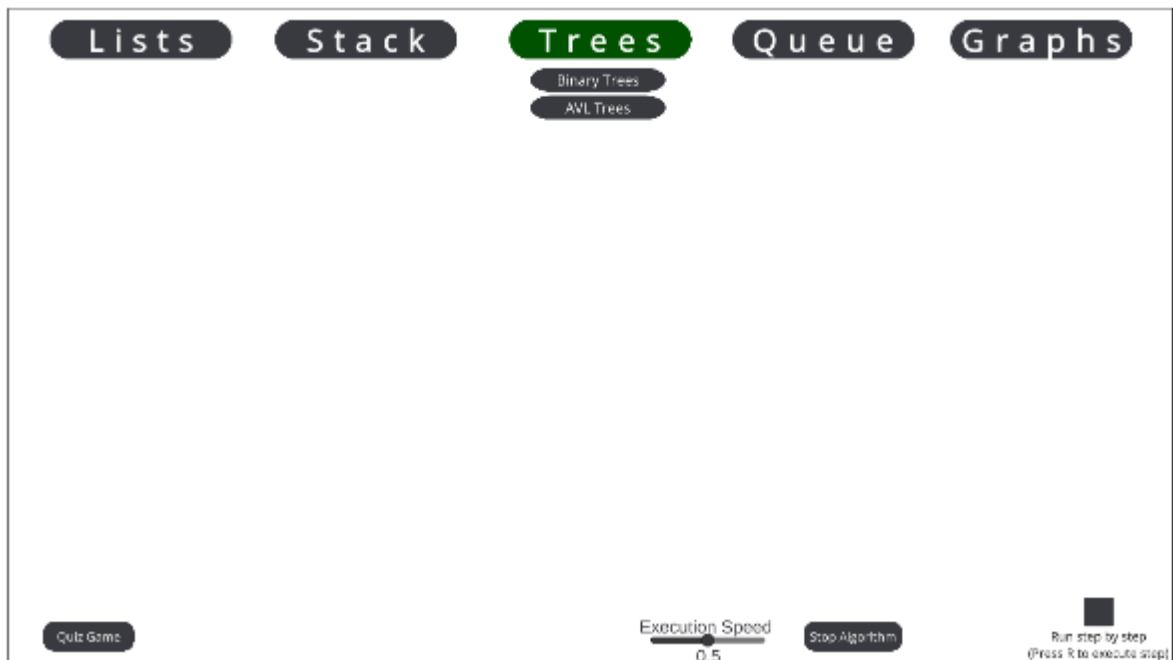 Lists
Stack
Trees
Queue
Graphs
Binary Trees
AVL Trees
Quiz Game
Execution Speed
0.5
Stop Algorithm
Run step by step
(Press R to execute step)